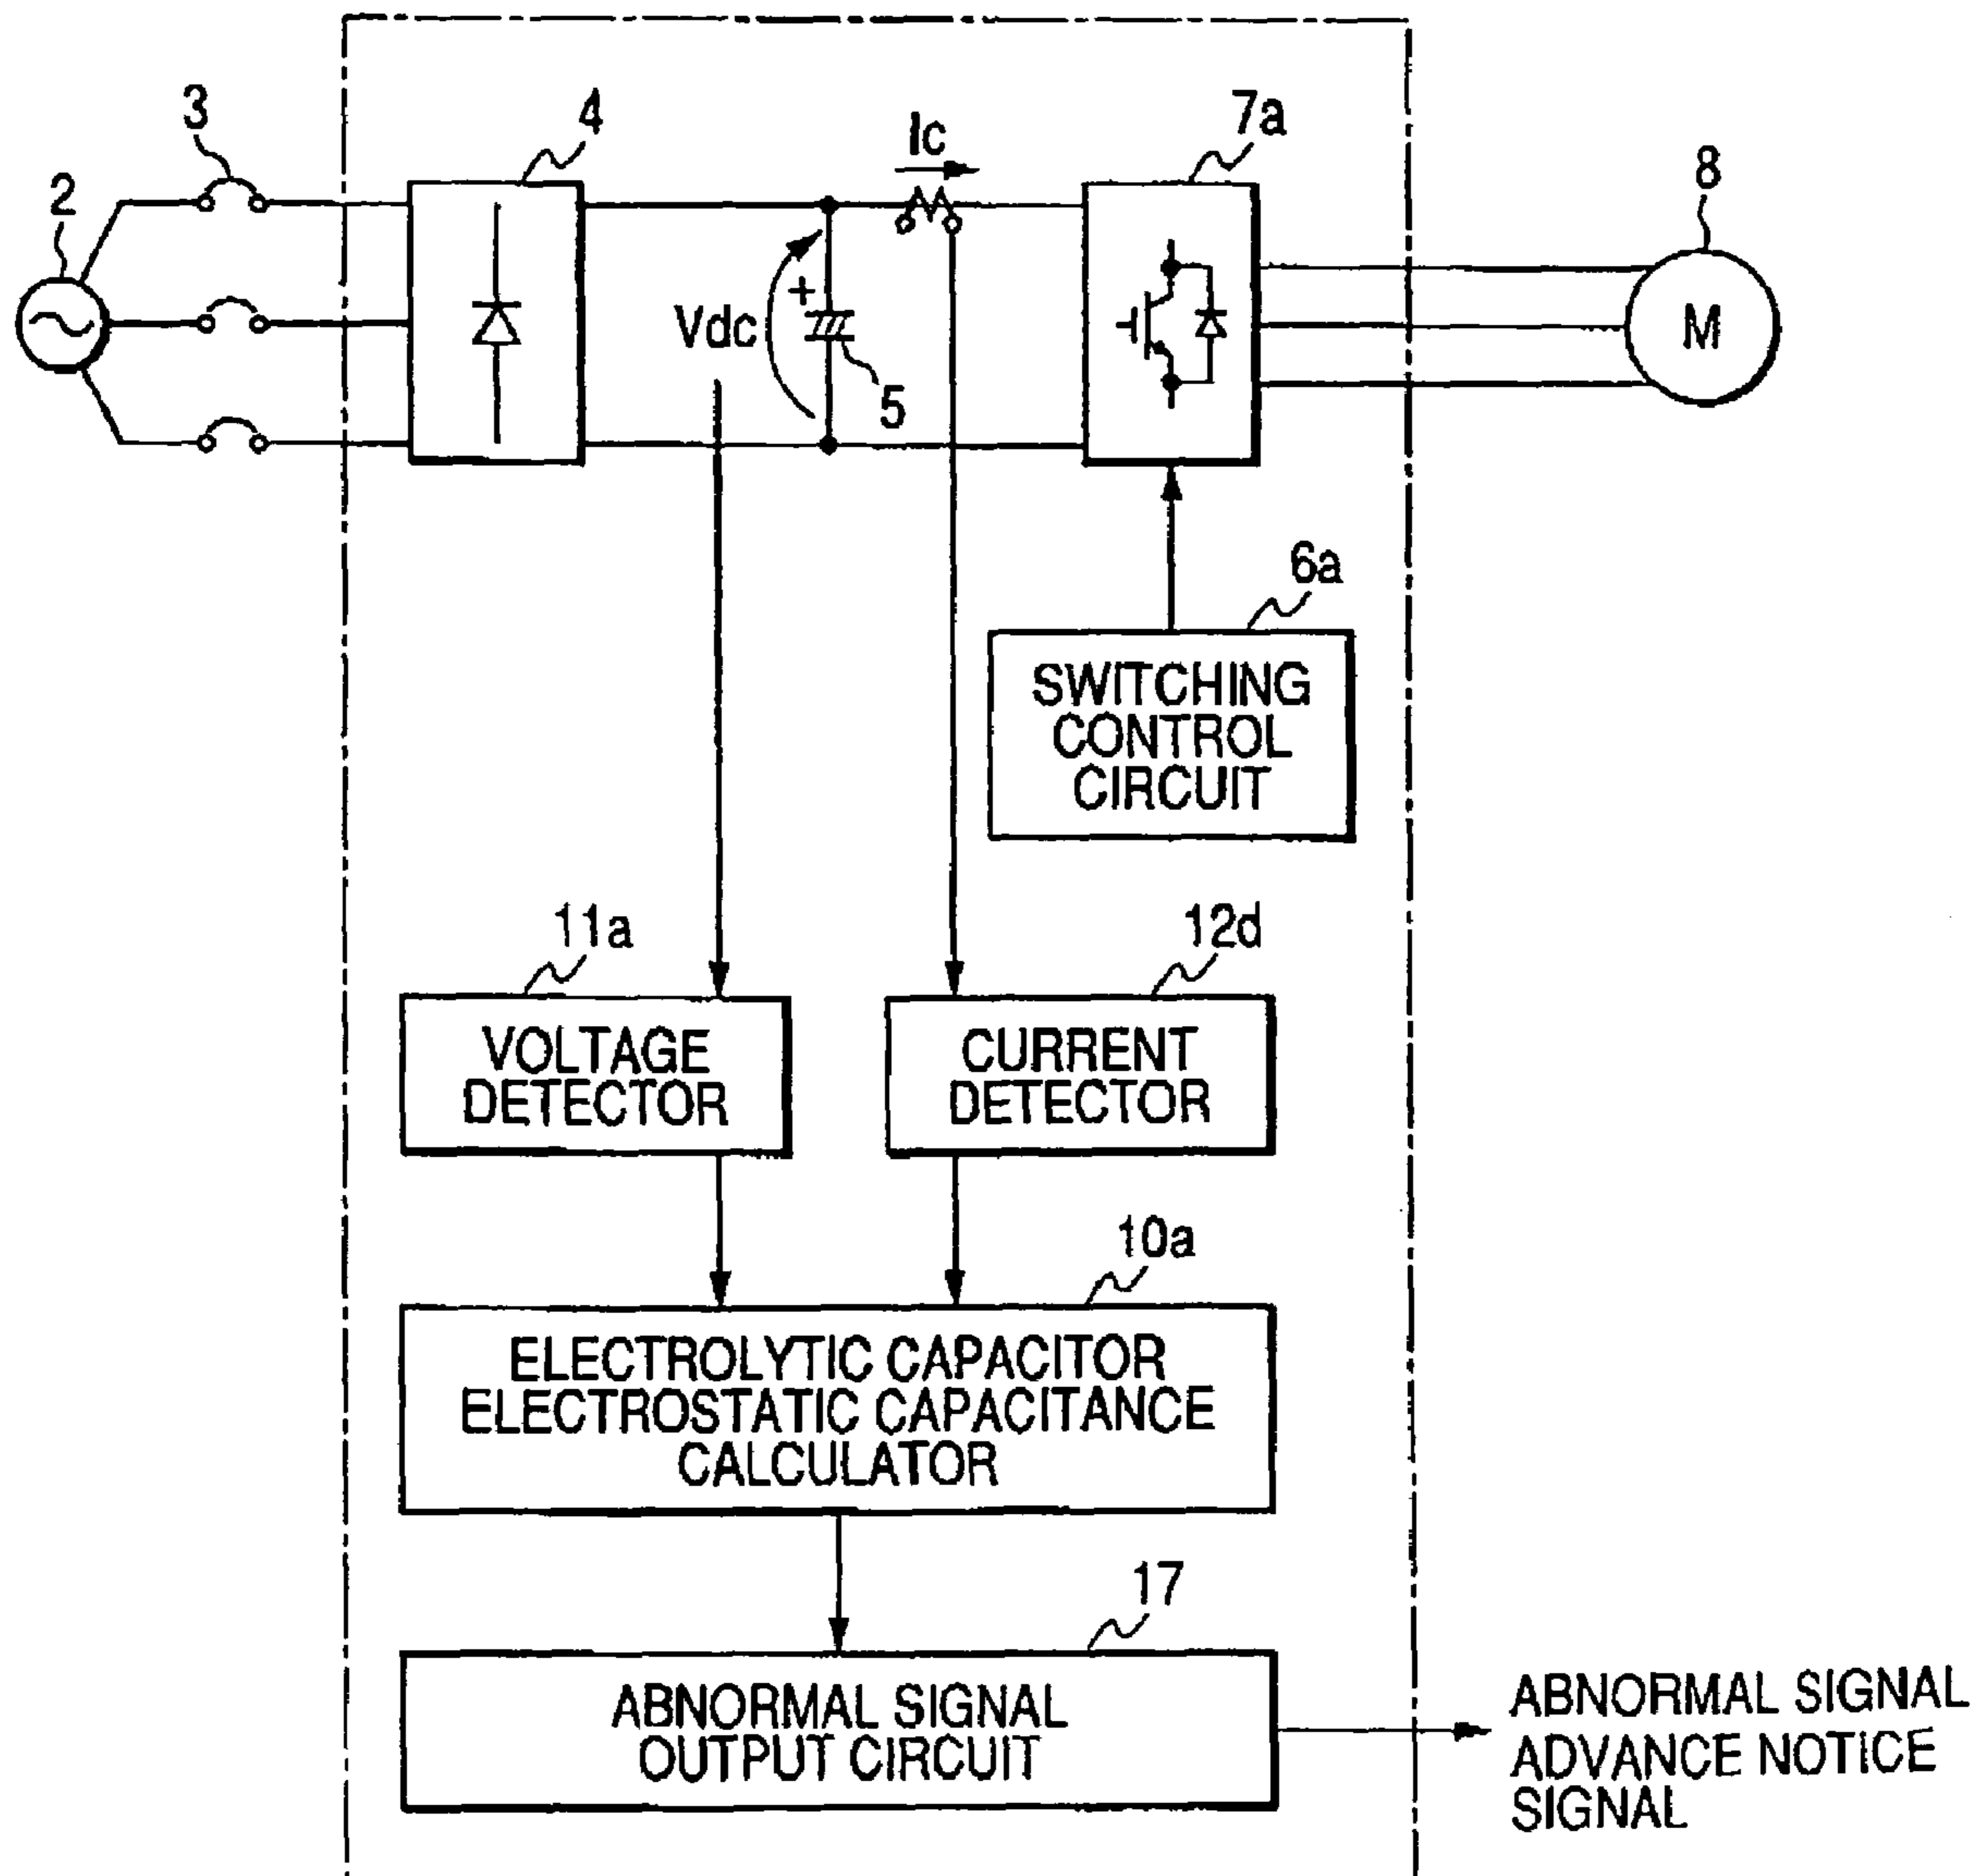 3
4
Ic
7a
2
8
+
Vdc
5
M
6a
SWITCHING
CONTROL
CIRCUIT
11a
12d
VOLTAGE
DETECTOR
CURRENT
DETECTOR
10a
ELECTROLYTIC CAPACITOR
ELECTROSTATIC CAPACITANCE
CALCULATOR
17
ABNORMAL SIGNAL
OUTPUT CIRCUIT
ABNORMAL SIGNAL
ADVANCE NOTICE
SIGNAL